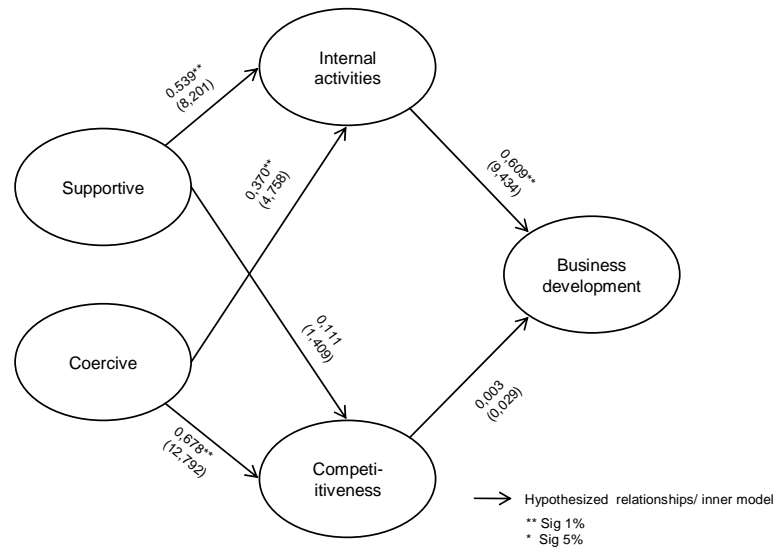 Internal
activities
0.539**
(8,201)
Supportive
0,370**
(4,758)
0,609**
(9,434)
Business
development
Coercive
0,111
(1,409)
0,678**
(12,792)
0,003
(0,029)
Competi-
itiveness
Hypothesized relationships/ inner model
** Sig 1%
* Sig 5%